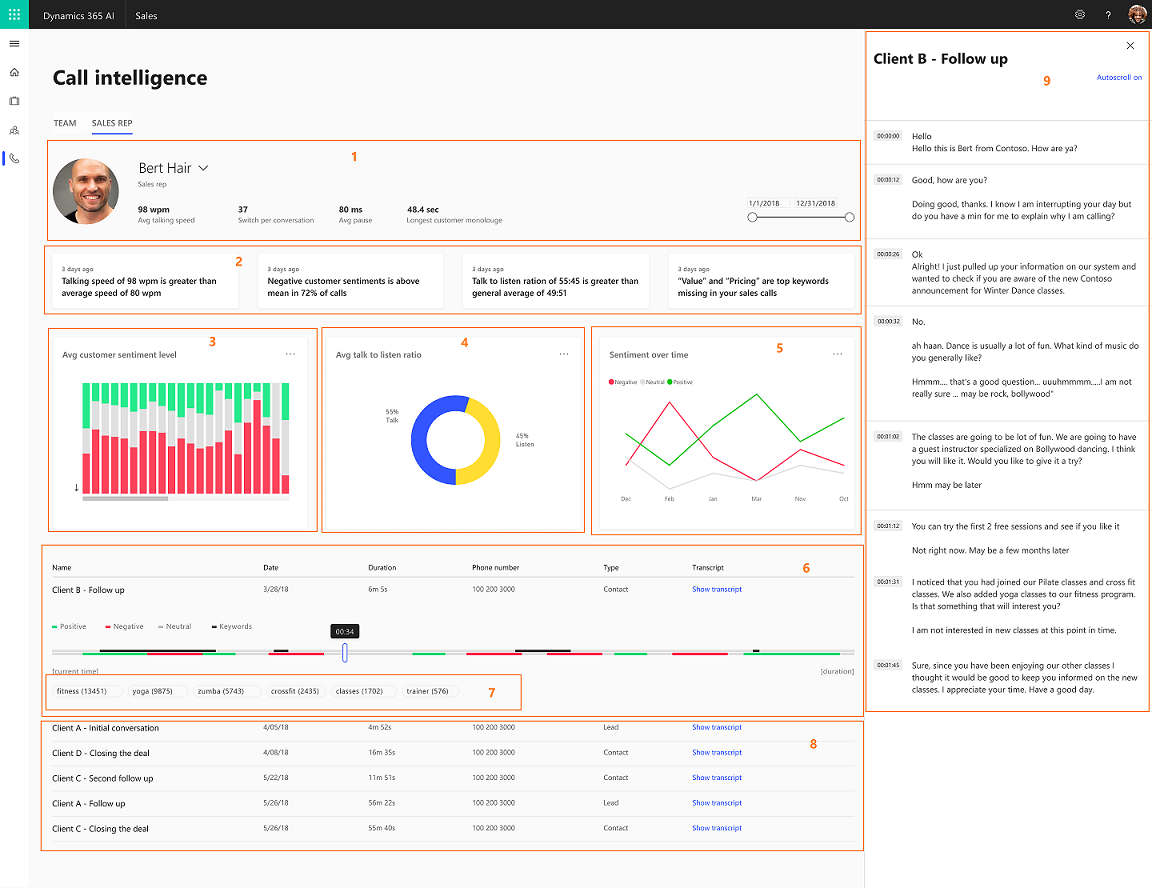 Dynamics 365 AI
Sales
?
Call intelligence
TEAM
SALES REP
1
Bert Hair
Sales rep
98 wpm
Avg talking speed
37
Switch per conversation
80 ms
Avg pause
48.4 sec
Longest customer monolouge
1/1/2018
12/31/2018
2
3 days ago
Talking speed of 98 wpm is greater than
average speed of 80 wpm
3 days ago
Negative customer sentiments is above
mean in 72% of calls
3 days ago
Talk to listen ration of 55:45 is greater than
general average of 49:51
3 days ago
“Value” and “Pricing” are top keywords
missing in your sales calls
3
Avg customer sentiment level
4
Avg talk to listen ratio
55%
Talk
45%
Listen
5
Sentiment over time
Negative Neutral Positive
Dec Feb Jan Mar Nov Oct
6
Name Date Duration Phone number Type Transcript
Client B - Follow up 3/28/18 6m 5s 100 200 3000 Contact Show transcript
Positive Negative Neutral Keywords
00:34
[current time] [duration]
fitness (13451) yoga (9875) zumba (5743) crossfit (2435) classes (1702) trainer (576)
7
Client A - Initial conversation 4/05/18 4m 52s 100 200 3000 Lead Show transcript
8
Client D - Closing the deal 4/08/18 16m 35s 100 200 3000 Contact Show transcript
Client C - Second follow up 5/22/18 11m 51s 100 200 3000 Contact Show transcript
Client A - Follow up 5/26/18 56m 22s 100 200 3000 Lead Show transcript
Client C - Closing the deal 5/26/18 55m 40s 100 200 3000 Contact Show transcript
Client B - Follow up
9
Autoscroll on
00:00:00
Hello
Hello this is Bert from Contoso. How are ya?
00:00:12
Good, how are you?
Doing good, thanks. I know I am interrupting your day but
do you have a min for me to explain why I am calling?
00:00:26
Ok
Alright! I just pulled up your information on our system and
wanted to check if you are aware of the new Contoso
announcement for Winter Dance classes.
00:00:32
No.
ah haan. Dance is usually a lot of fun. What kind of music do
you generally like?
Hmmm.... that's a good question... uuuhmmmm....I am not
really sure ... may be rock, bollywood"
00:01:02
The classes are going to be lot of fun. We are going to have
a guest instructor specialized on Bollywood dancing. I think
you will like it. Would you like to give it a try?
Hmm may be later
00:01:12
You can try the first 2 free sessions and see if you like it
Not right now. May be a few months later
00:01:31
I noticed that you had joined our Pilate classes and cross fit
classes. We also added yoga classes to our fitness program.
Is that something that will interest you?
I am not interested in new classes at this point in time.
00:01:45
Sure, since you have been enjoying our other classes I
thought it would be good to keep you informed on the new
classes. I appreciate your time. Have a good day.